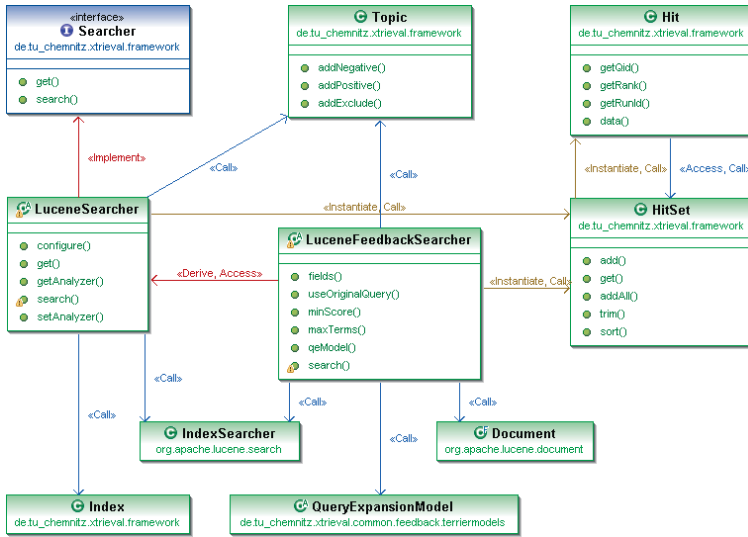 «interface»
Searcher
de.tu_chemnitz.xtrieval.framework
get()
search()
Topic
de.tu_chemnitz.xtrieval.framework
addNegative()
addPositive()
addExclude()
Hit
de.tu_chemnitz.xtrieval.framework
getQid()
getRank()
getRunId()
data()
«Implement»
«Call»
«Call»
«Instantiate, Call»
«Access, Call»
LuceneSearcher
configure()
get()
getAnalyzer()
search()
setAnalyzer()
«Instantiate, Call»
HitSet
de.tu_chemnitz.xtrieval.framework
add()
get()
addAll()
trim()
sort()
LuceneFeedbackSearcher
fields()
useOriginalQuery()
minScore()
maxTerms()
qeModel()
search()
«Derive, Access»
«Instantiate, Call»
«Call»
«Call»
«Call»
«Call»
«Call»
IndexSearcher
org.apache.lucene.search
Document
org.apache.lucene.document
Index
de.tu_chemnitz.xtrieval.framework
QueryExpansionModel
de.tu_chemnitz.xtrieval.common.feedback.terriermodels